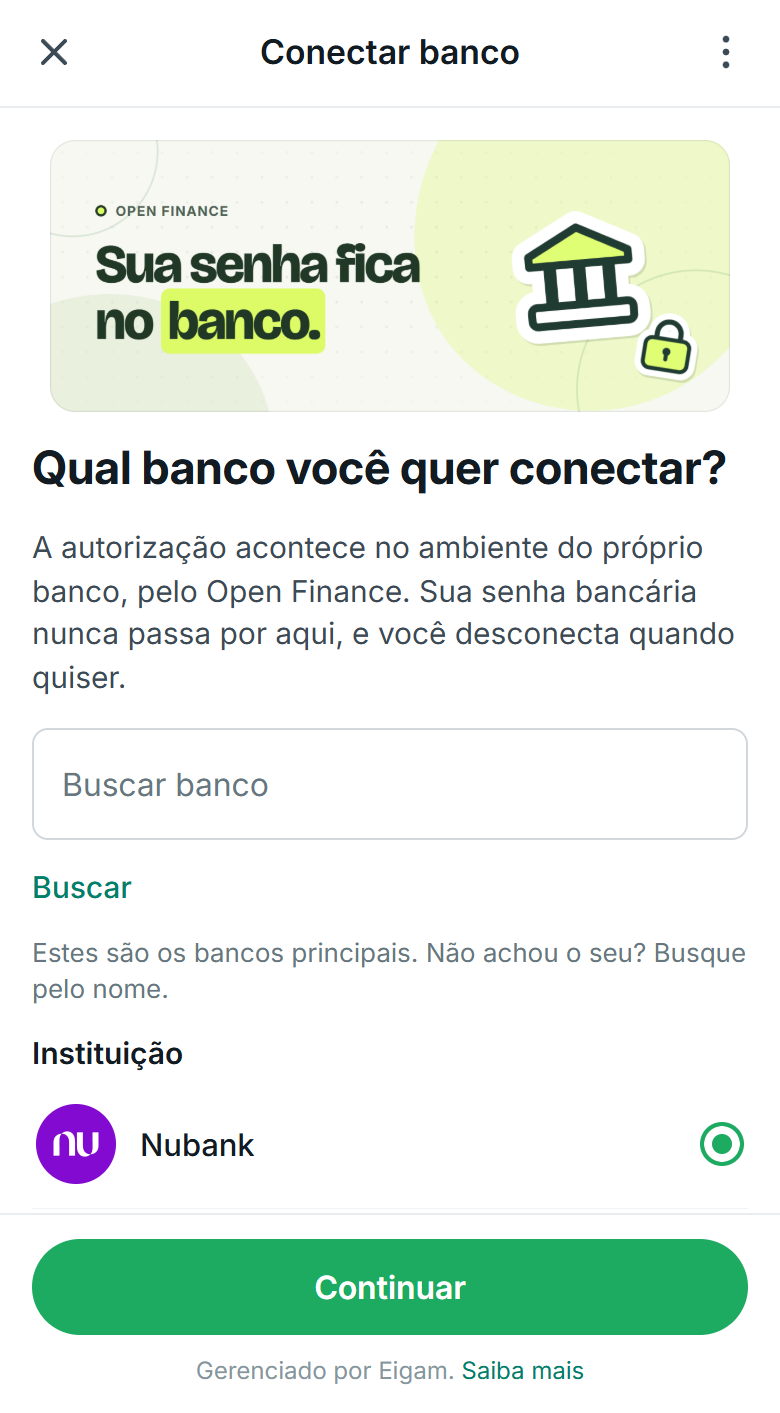 Conectar banco
OPEN FINANCE
Sua senha fica
no banco.
Qual banco você quer conectar?
A autorização acontece no ambiente do próprio
banco, pelo Open Finance. Sua senha bancária
nunca passa por aqui, e você desconecta quando
quiser.
Buscar banco
Buscar
Estes são os bancos principais. Não achou o seu? Busque
pelo nome.
Instituição
nu
Nubank
Continuar
Gerenciado por Eigam. Saiba mais